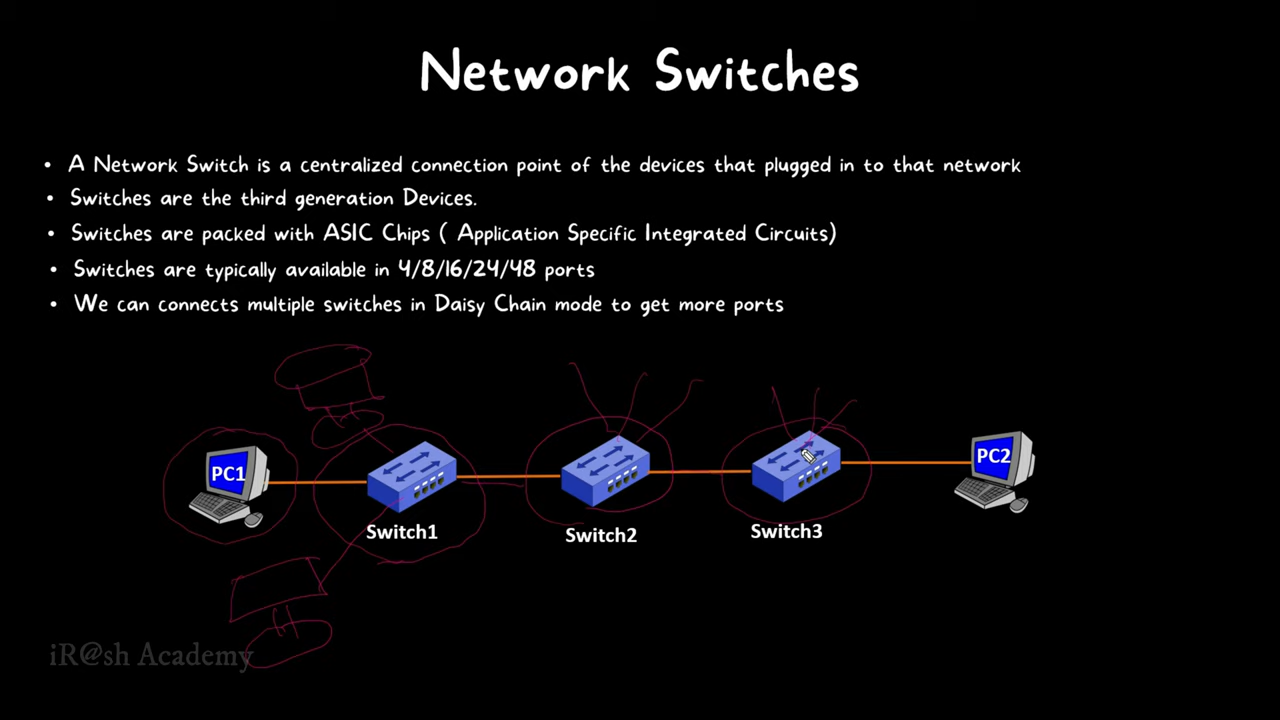 Network Switches
• A Network Switch is a centralized connection point of the devices that plugged in to that network
• Switches are the third generation Devices.
• Switches are packed with ASIC Chips ( Application Specific Integrated Circuits)
• Switches are typically available in 4/8/16/24/48 ports
• We can connects multiple switches in Daisy Chain mode to get more ports
PC1
PC2
Switch1
Switch2
Switch3
iR@sh Academy